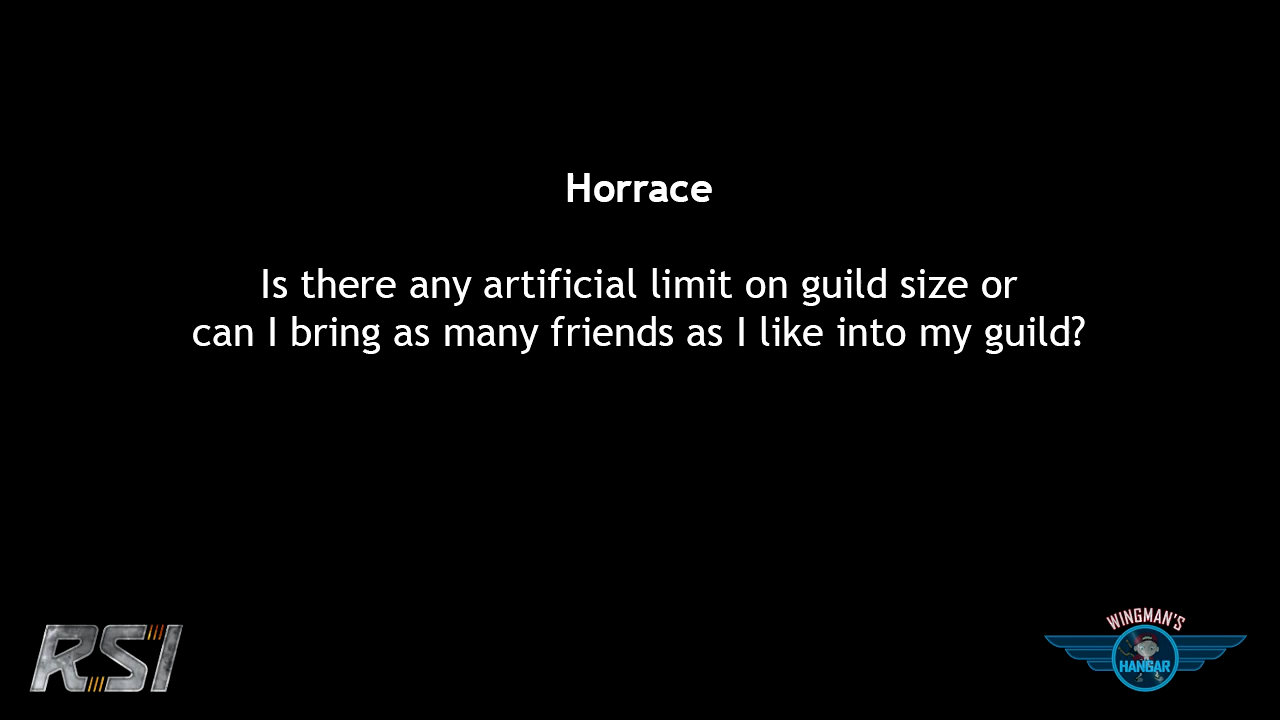 Horrace
Is there any artificial limit on guild size or
can I bring as many friends as I like into my guild?
RSI
WINGMAN'S
HANGAR